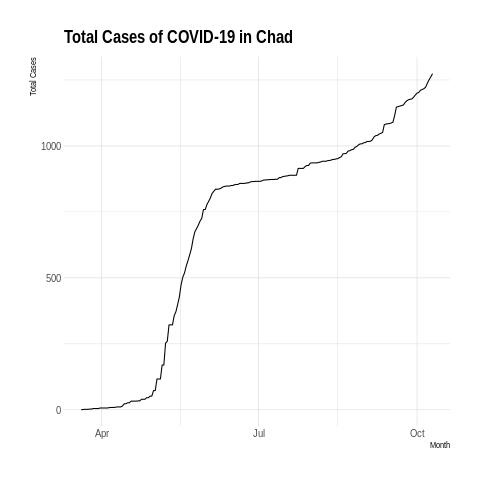 Total Cases of COVID-19 in Chad
Total Cases
1000
500
0
Apr
Jul
Oct
Month